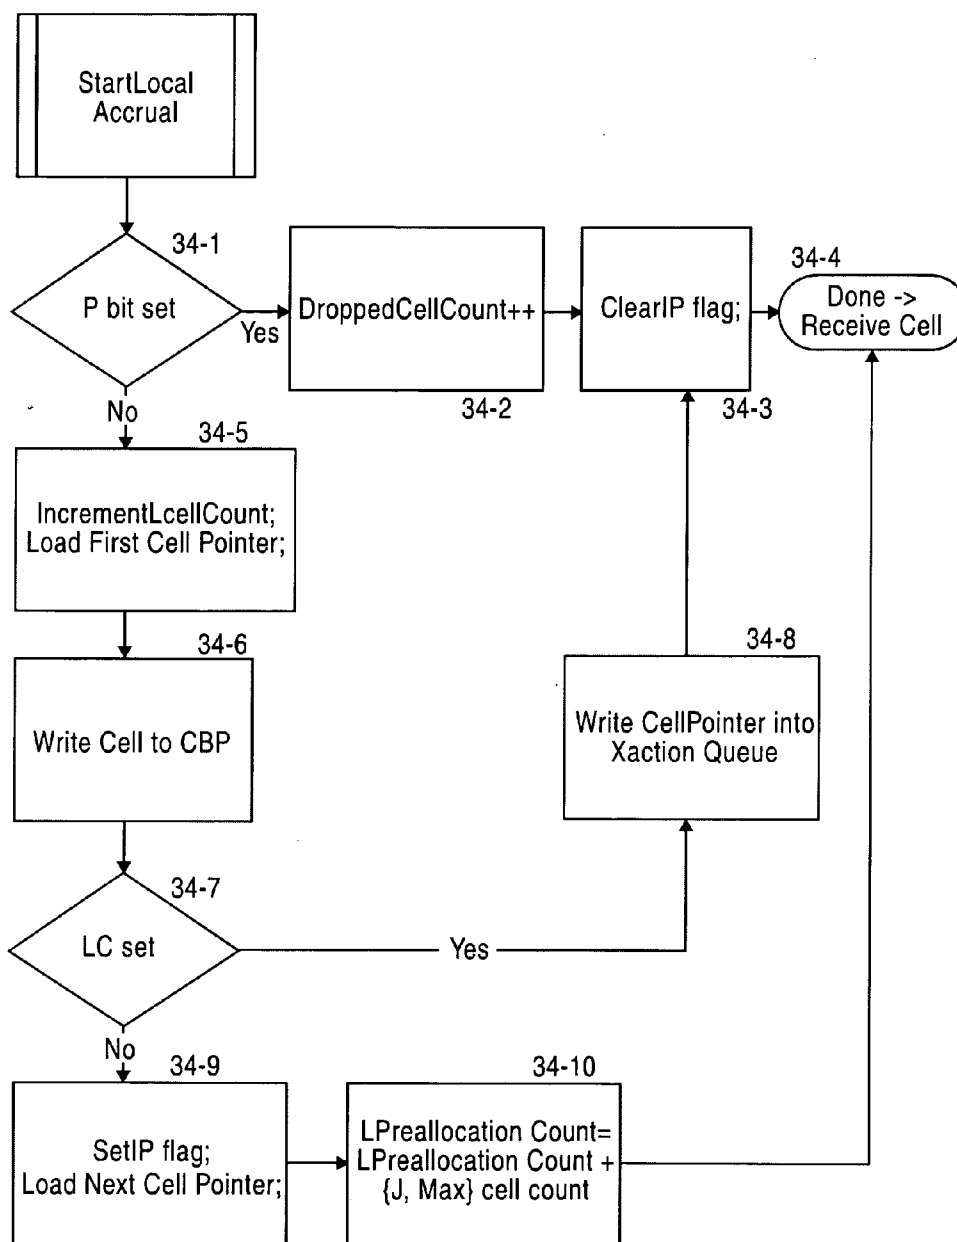 StartLocal
Accrual
34-1
P bit set
Yes
No
DroppedCellCount++
34-2
ClearIP flag;
34-3
34-4
Done ->
Receive Cell
34-5
IncrementLcellCount;
Load First Cell Pointer;
34-6
Write Cell to CBP
34-7
LC set
Yes
No
34-8
Write CellPointer into
Xaction Queue
34-9
SetIP flag;
Load Next Cell Pointer;
34-10
LPreallocation Count=
LPreallocation Count +
{J, Max} cell count